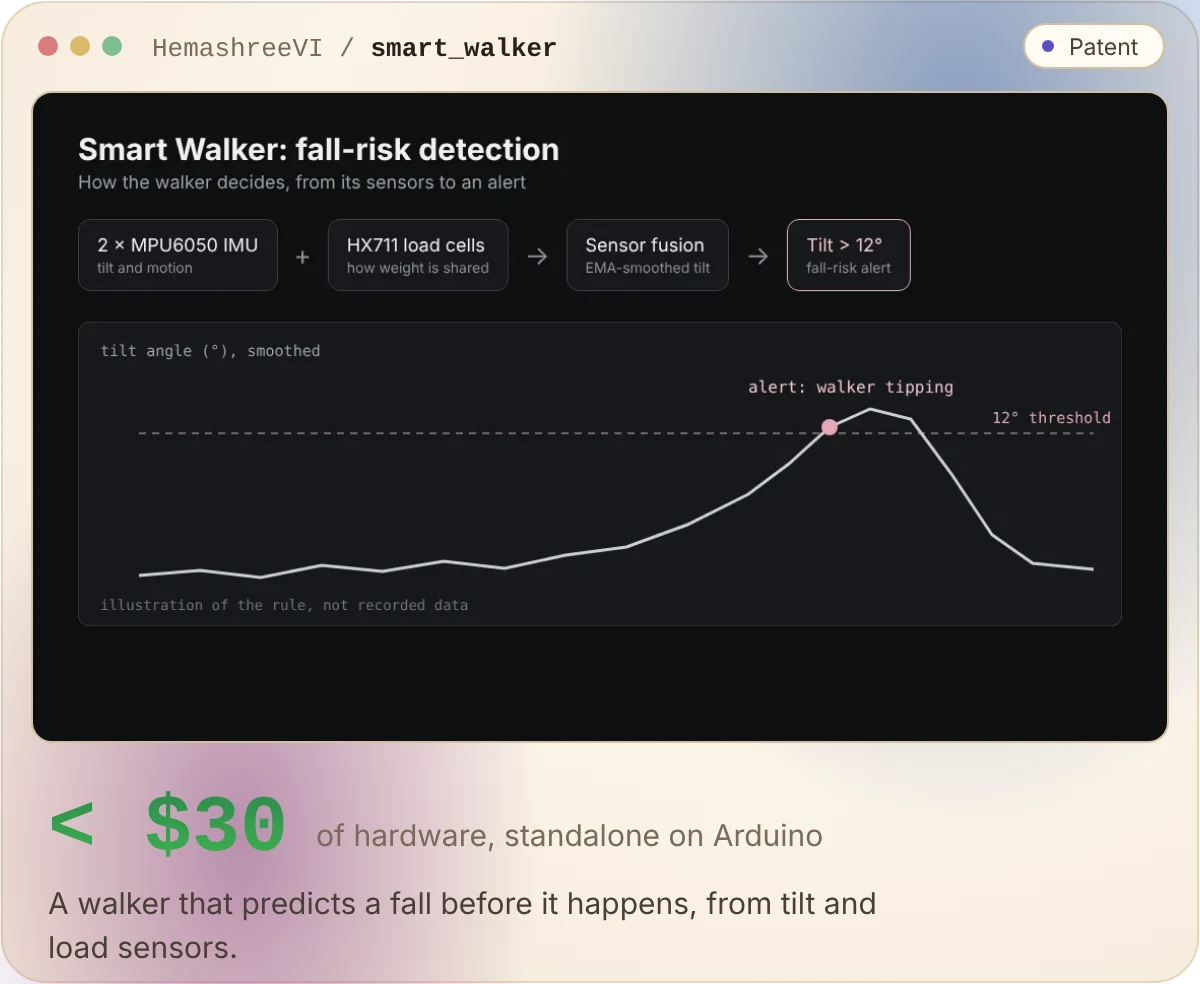 HemashreeVI / smart_walker
Patent
Smart Walker: fall-risk detection
How the walker decides, from its sensors to an alert
2 × MPU6050 IMU
tilt and motion
+
HX711 load cells
how weight is shared
→
Sensor fusion
EMA-smoothed tilt
→
Tilt > 12°
fall-risk alert
tilt angle (°), smoothed
alert: walker tipping
12° threshold
illustration of the rule, not recorded data
< $30 of hardware, standalone on Arduino
A walker that predicts a fall before it happens, from tilt and
load sensors.